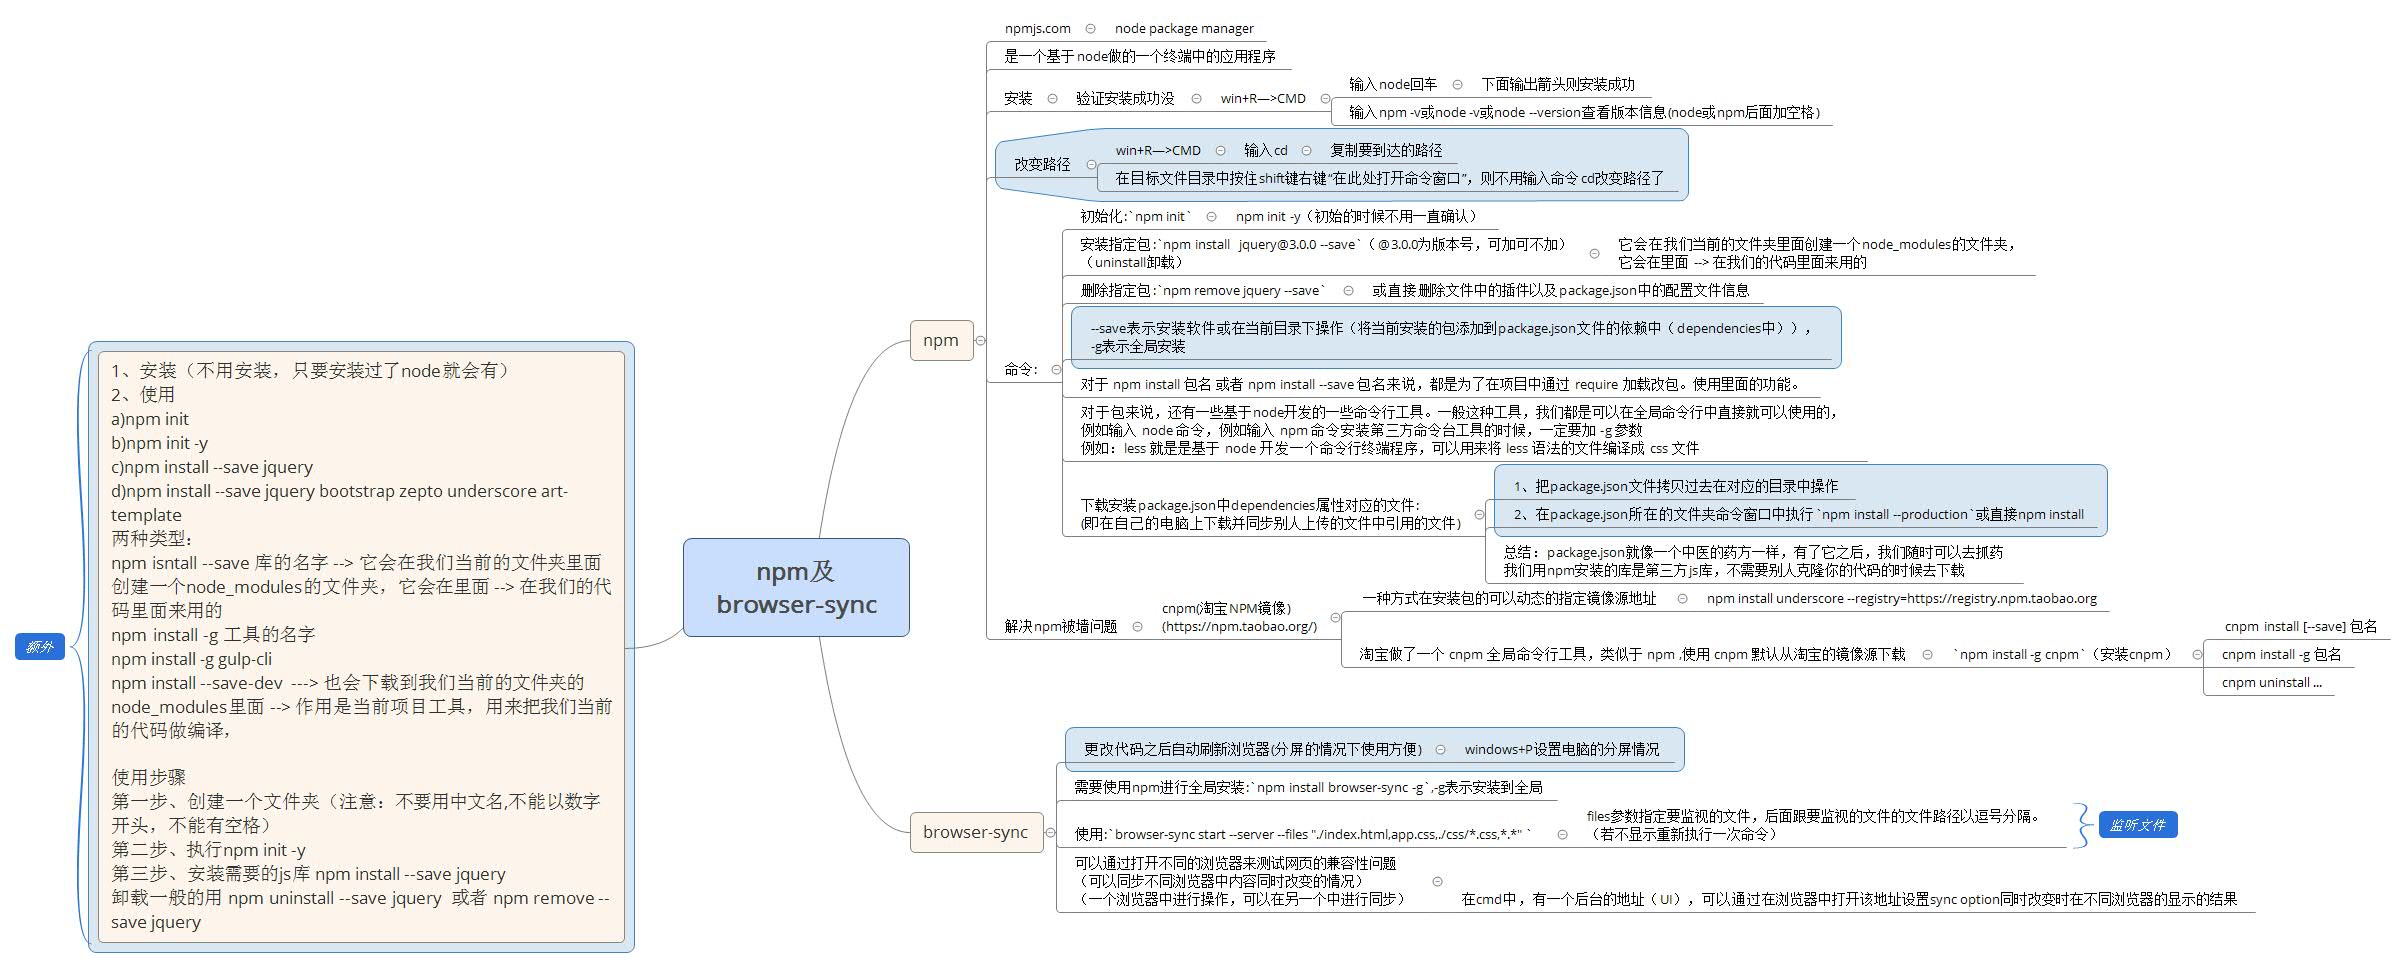 npm及
browser-sync
npm
npmjs.com
node package manager
是一个基于node做的一个终端中的应用程序
安装
验证安装成功没
win+R—>CMD
输入node回车
下面输出箭头则安装成功
输入npm -v或node -v或node --version查看版本信息(node或npm后面加空格)
改变路径
win+R—>CMD
输入cd
复制要到达的路径
在目标文件目录中按住shift键右键“在此处打开命令窗口”，则不用输入命令cd改变路径了
命令：
初始化:`npm init`
npm init -y（初始的时候不用一直确认）
安装指定包:`npm install  jquery@3.0.0 --save`（@3.0.0为版本号，可加可不加）
（uninstall卸载）
它会在我们当前的文件夹里面创建一个node_modules的文件夹，
它会在里面 --> 在我们的代码里面来用的
删除指定包:`npm remove jquery --save`
或直接删除文件中的插件以及package.json中的配置文件信息
--save表示安装软件或在当前目录下操作（将当前安装的包添加到package.json文件的依赖中（dependencies中）），
-g表示全局安装
对于 npm install 包名 或者 npm install --save 包名来说，都是为了在项目中通过 require 加载改包。使用里面的功能。
对于包来说，还有一些基于node开发的一些命令行工具。一般这种工具，我们都是可以在全局命令行中直接就可以使用的，
例如输入 node 命令，例如输入 npm 命令安装第三方命令台工具的时候，一定要加 -g 参数
例如：less 就是是基于 node 开发一个命令行终端程序，可以用来将 less 语法的文件编译成 css 文件
下载安装package.json中dependencies属性对应的文件:
(即在自己的电脑上下载并同步别人上传的文件中引用的文件)
1、把package.json文件拷贝过去在对应的目录中操作
2、在package.json所在的文件夹命令窗口中执行 `npm install --production`或直接npm install
总结：package.json就像一个中医的药方一样，有了它之后，我们随时可以去抓药
我们用npm安装的库是第三方js库，不需要别人克隆你的代码的时候去下载
解决npm被墙问题
cnpm(淘宝NPM镜像)
(https://npm.taobao.org/)
一种方式在安装包的可以动态的指定镜像源地址
npm install underscore --registry=https://registry.npm.taobao.org
淘宝做了一个 cnpm 全局命令行工具，类似于 npm ,使用 cnpm 默认从淘宝的镜像源下载
`npm install -g cnpm`（安装cnpm）
cnpm install [--save] 包名
cnpm install -g 包名
cnpm uninstall ...
browser-sync
更改代码之后自动刷新浏览器(分屏的情况下使用方便)
windows+P设置电脑的分屏情况
需要使用npm进行全局安装:`npm install browser-sync -g`,-g表示安装到全局
使用:`browser-sync start --server --files "./index.html,app.css,./css/*.css,*.*" `
files参数指定要监视的文件，后面跟要监视的文件的文件路径以逗号分隔。
（若不显示重新执行一次命令）
监听文件
可以通过打开不同的浏览器来测试网页的兼容性问题
（可以同步不同浏览器中内容同时改变的情况）
（一个浏览器中进行操作，可以在另一个中进行同步）
在cmd中，有一个后台的地址（UI），可以通过在浏览器中打开该地址设置sync option同时改变时在不同浏览器的显示的结果
额外
1、安装（不用安装，只要安装过了node就会有）
2、使用
a)npm init
b)npm init -y
c)npm install --save jquery
d)npm install --save jquery bootstrap zepto underscore art-
template
两种类型：
npm isntall --save 库的名字 --> 它会在我们当前的文件夹里面
创建一个node_modules的文件夹，它会在里面 --> 在我们的代
码里面来用的
npm install -g 工具的名字
npm install -g gulp-cli
npm install --save-dev  ---> 也会下载到我们当前的文件夹的
node_modules里面 --> 作用是当前项目工具，用来把我们当前
的代码做编译，
使用步骤
第一步、创建一个文件夹（注意：不要用中文名,不能以数字
开头，不能有空格）
第二步、执行npm init -y
第三步、安装需要的js库 npm install --save jquery
卸载一般的用 npm uninstall --save jquery  或者 npm remove --
save jquery